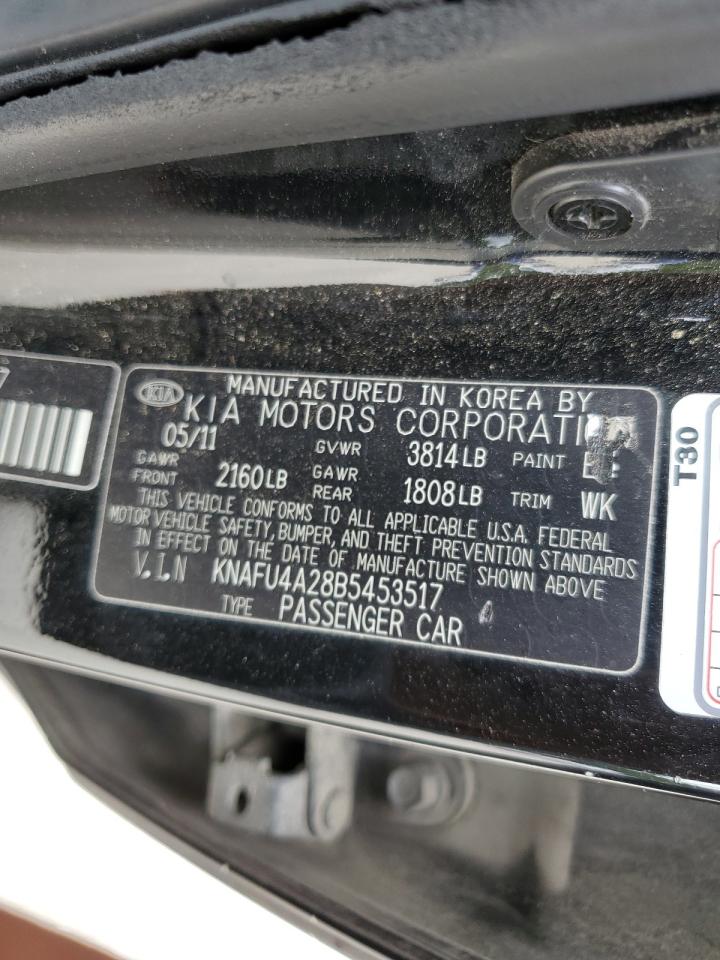 7
KIA
MANUFACTURED IN KOREA BY
KIA MOTORS
05/11 GVWR 3814LB PAINT
GAWR FRONT 2160LB GAWR REAR 1808LB TRIM WK
THIS VEHICLE CONFORMS TO ALL APPLICABLE U.S.A. FEDERAL
MOTOR VEHICLE SAFETY, BUMPER, AND THEFT PREVENTION STANDARDS
IN EFFECT ON THE DATE OF MANUFACTURE SHOWN ABOVE
V.I.N KNAFU4A28B5453517
TYPE PASSENGER CAR
T30